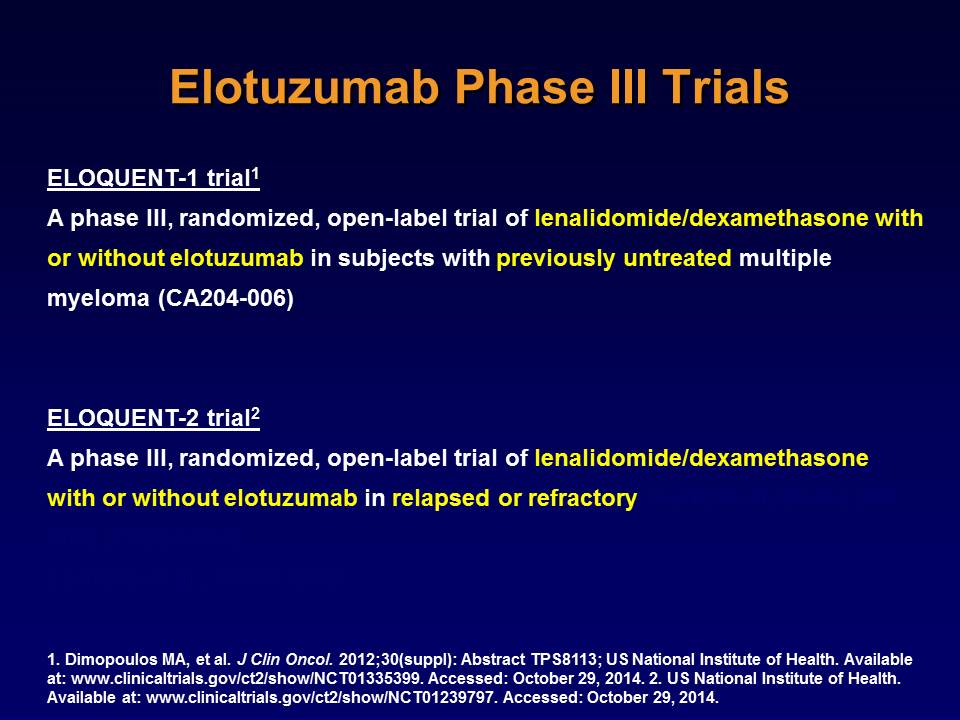 Elotuzumab Phase III Trials
ELOQUENT-1 trial1
A phase III, randomized, open-label trial of lenalidomide/dexamethasone with
or without elotuzumab in subjects with previously untreated multiple
myeloma (CA204-006)
ELOQUENT-2 trial2
A phase III, randomized, open-label trial of lenalidomide/dexamethasone
with or without elotuzumab in relapsed or refractory
1. Dimopoulos MA, et al. J Clin Oncol. 2012;30(suppl): Abstract TPS8113; US National Institute of Health. Available
at: www.clinicaltrials.gov/ct2/show/NCT01335399. Accessed: October 29, 2014. 2. US National Institute of Health.
Available at: www.clinicaltrials.gov/ct2/show/NCT01239797. Accessed: October 29, 2014.